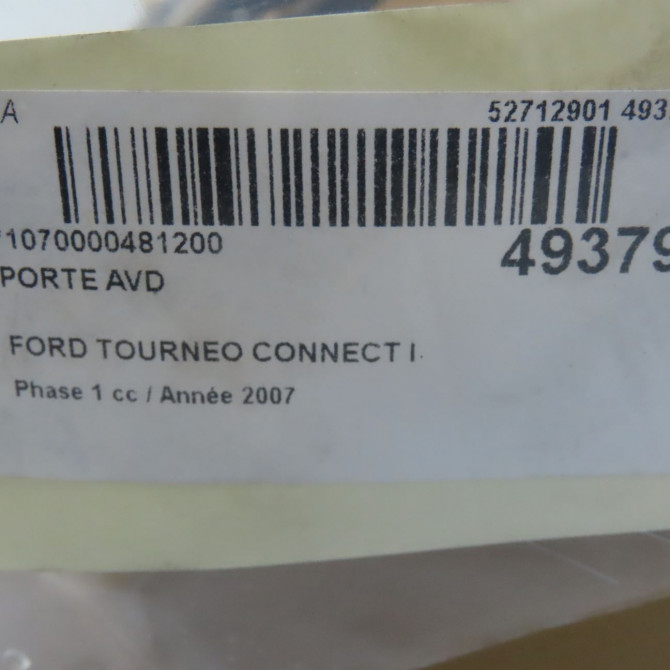 A 52712901 493
*1070000481200 49379
PORTE AVD
FORD TOURNEO CONNECT I
Phase 1 cc / Année 2007